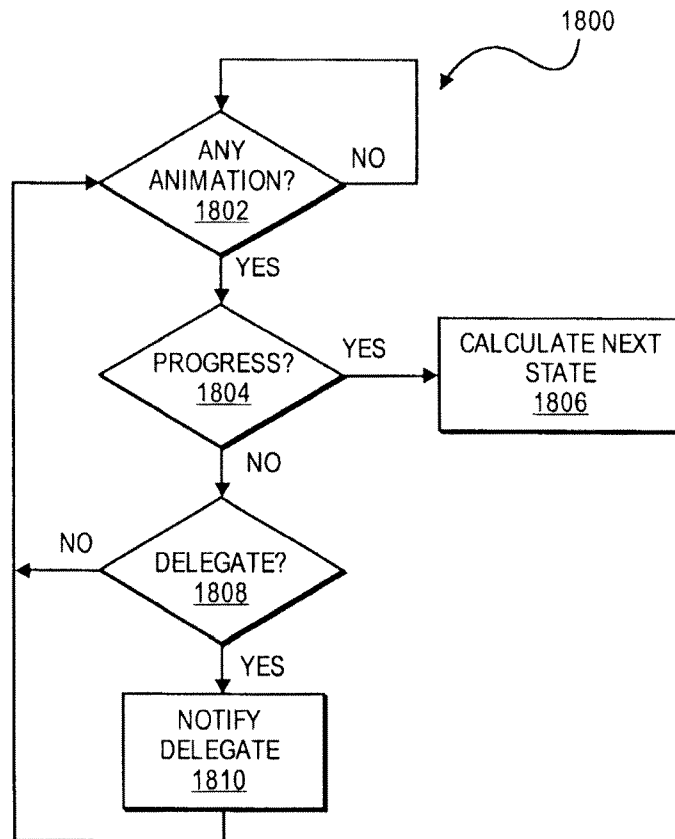 1800
ANY
ANIMATION?
1802
NO
YES
PROGRESS?
1804
YES
CALCULATE NEXT
STATE
1806
NO
NO
DELEGATE?
1808
YES
NOTIFY
DELEGATE
1810